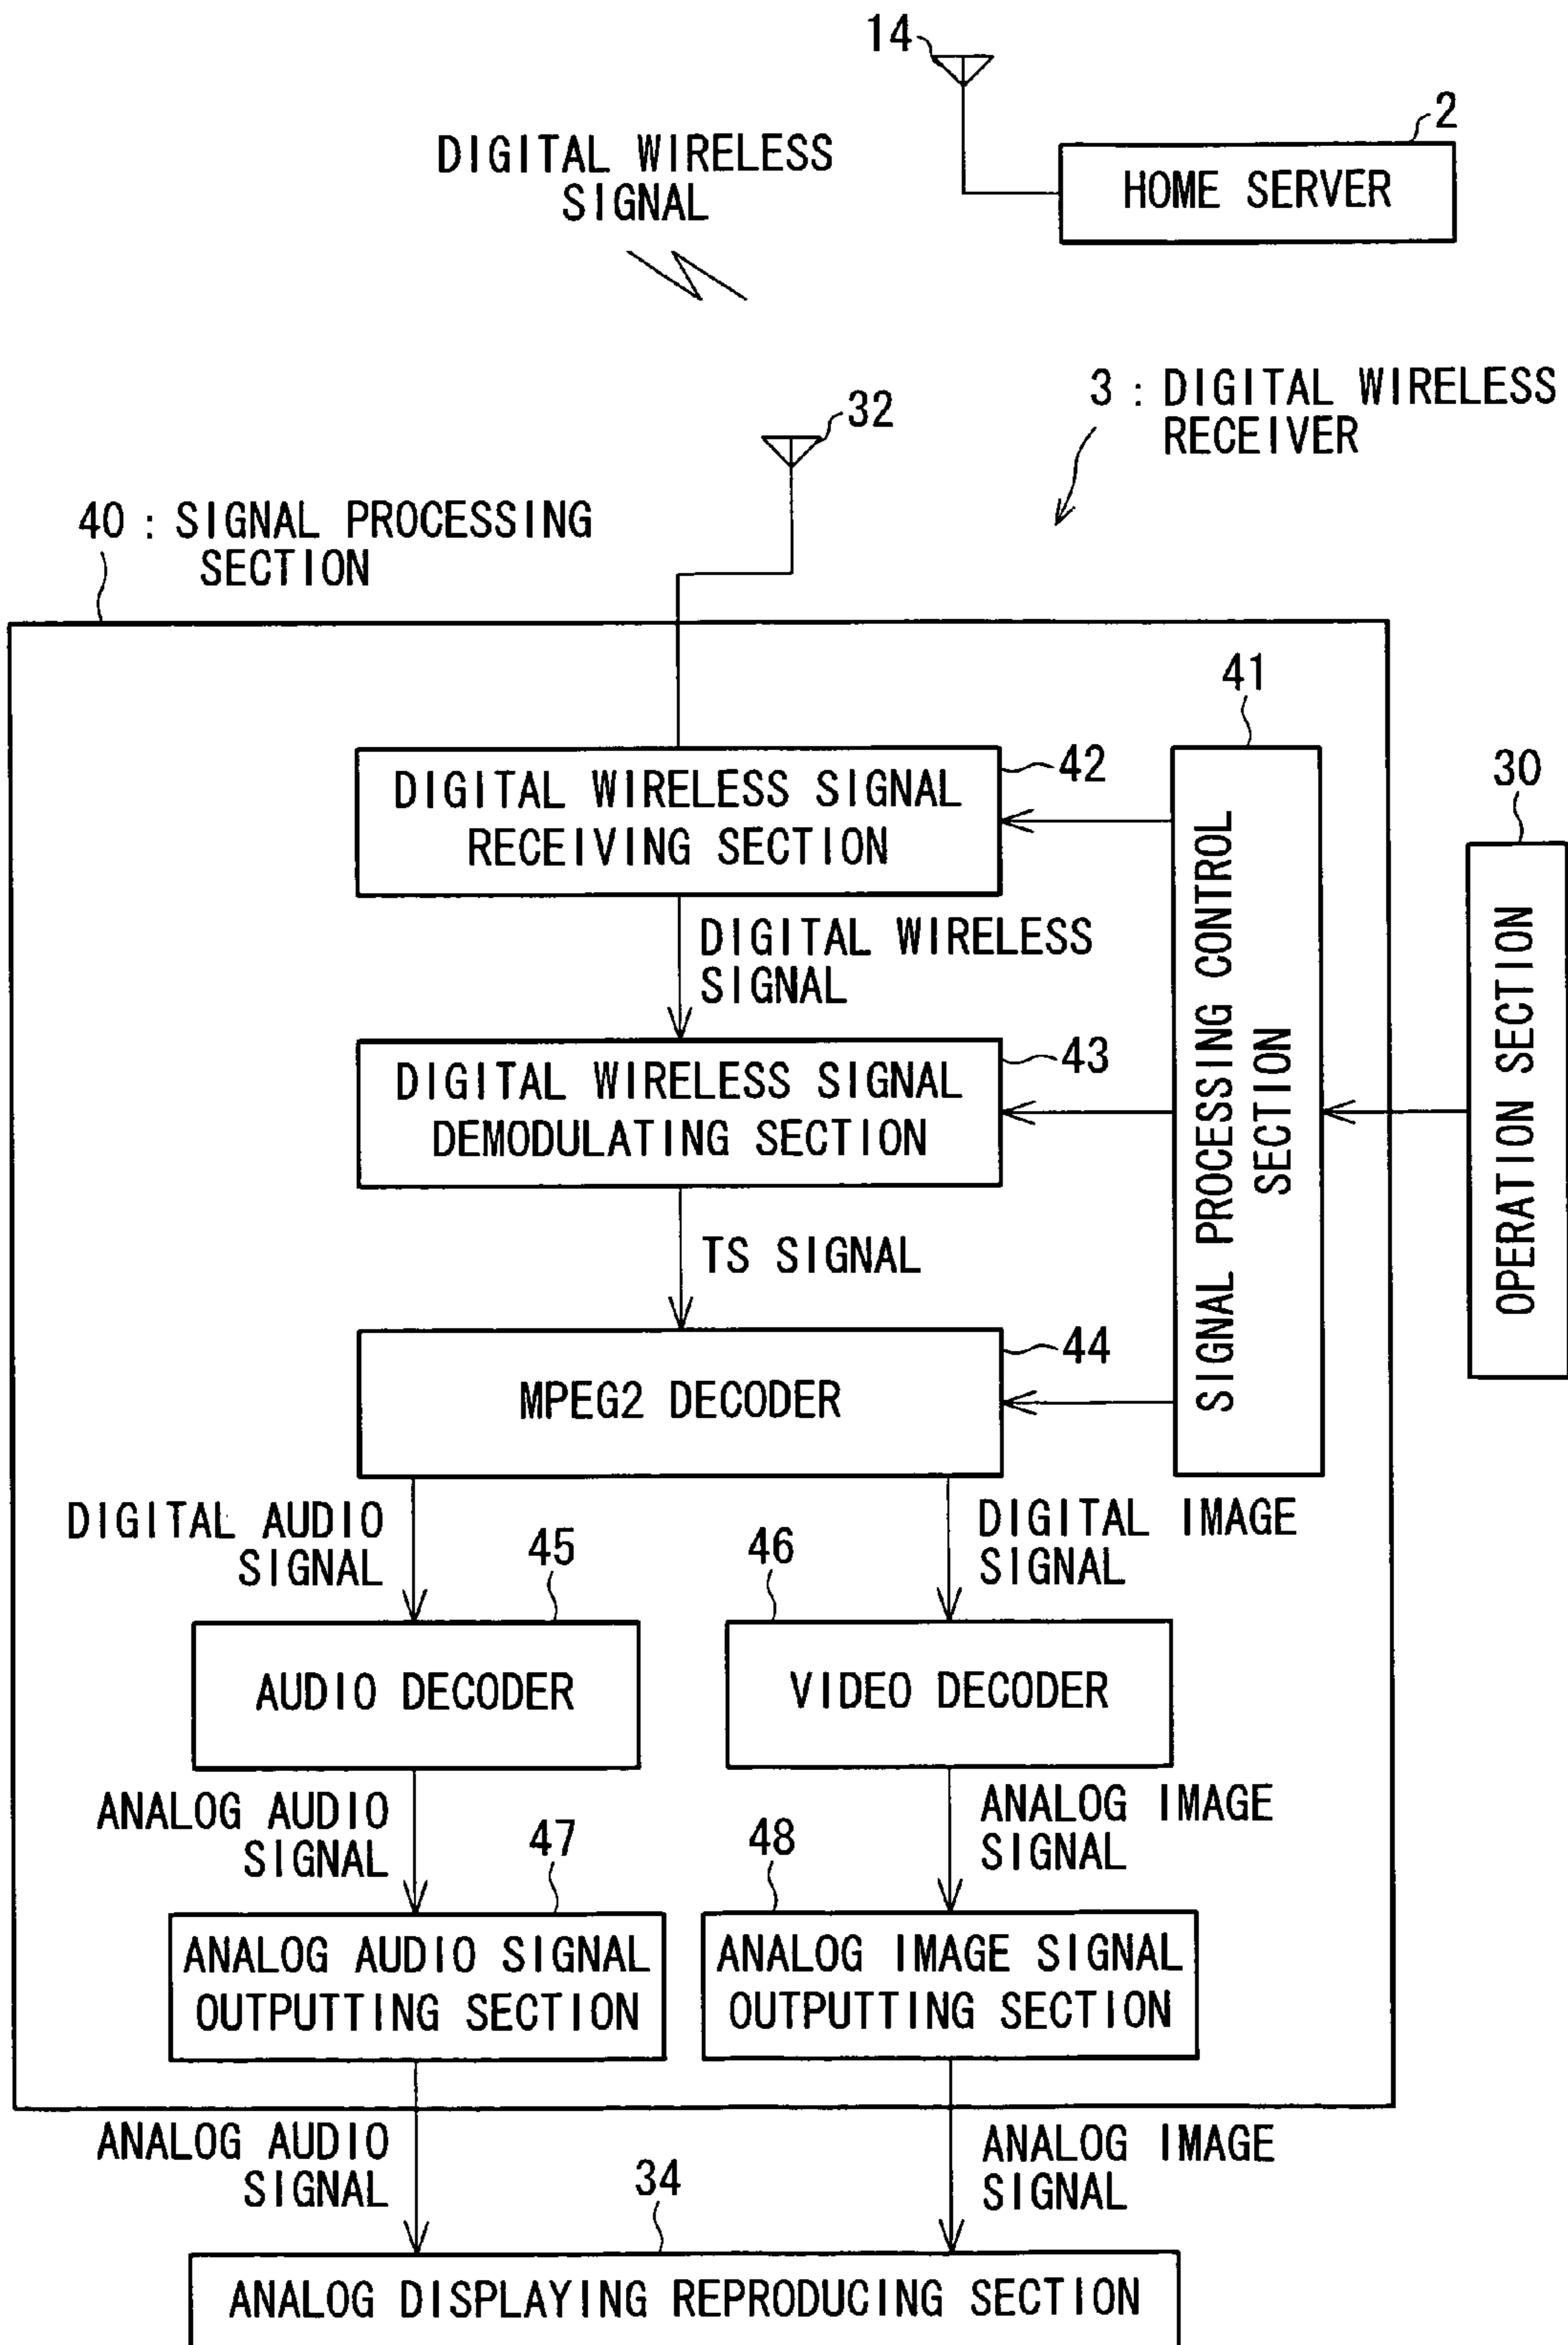 14
2
DIGITAL WIRELESS
SIGNAL
HOME SERVER
32
3 : DIGITAL WIRELESS
RECEIVER
40 : SIGNAL PROCESSING
SECTION
41
42
DIGITAL WIRELESS SIGNAL
RECEIVING SECTION
30
DIGITAL WIRELESS
SIGNAL
43
DIGITAL WIRELESS SIGNAL
DEMODULATING SECTION
SIGNAL PROCESSING CONTROL
SECTION
OPERATION SECTION
TS SIGNAL
44
MPEG2 DECODER
DIGITAL AUDIO
SIGNAL
DIGITAL IMAGE
SIGNAL
45
46
AUDIO DECODER
VIDEO DECODER
ANALOG AUDIO
SIGNAL
ANALOG IMAGE
SIGNAL
47
48
ANALOG AUDIO SIGNAL
OUTPUTTING SECTION
ANALOG IMAGE SIGNAL
OUTPUTTING SECTION
ANALOG AUDIO
SIGNAL
ANALOG IMAGE
SIGNAL
34
ANALOG DISPLAYING REPRODUCING SECTION